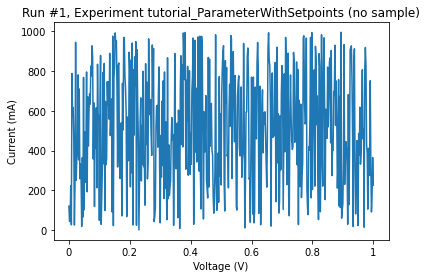 Run #1, Experiment tutorial_ParameterWithSetpoints (no sample)
Current (mA)
1000
800
600
400
200
0
0 0.2 0.4 0.6 0.8 1
Voltage (V)